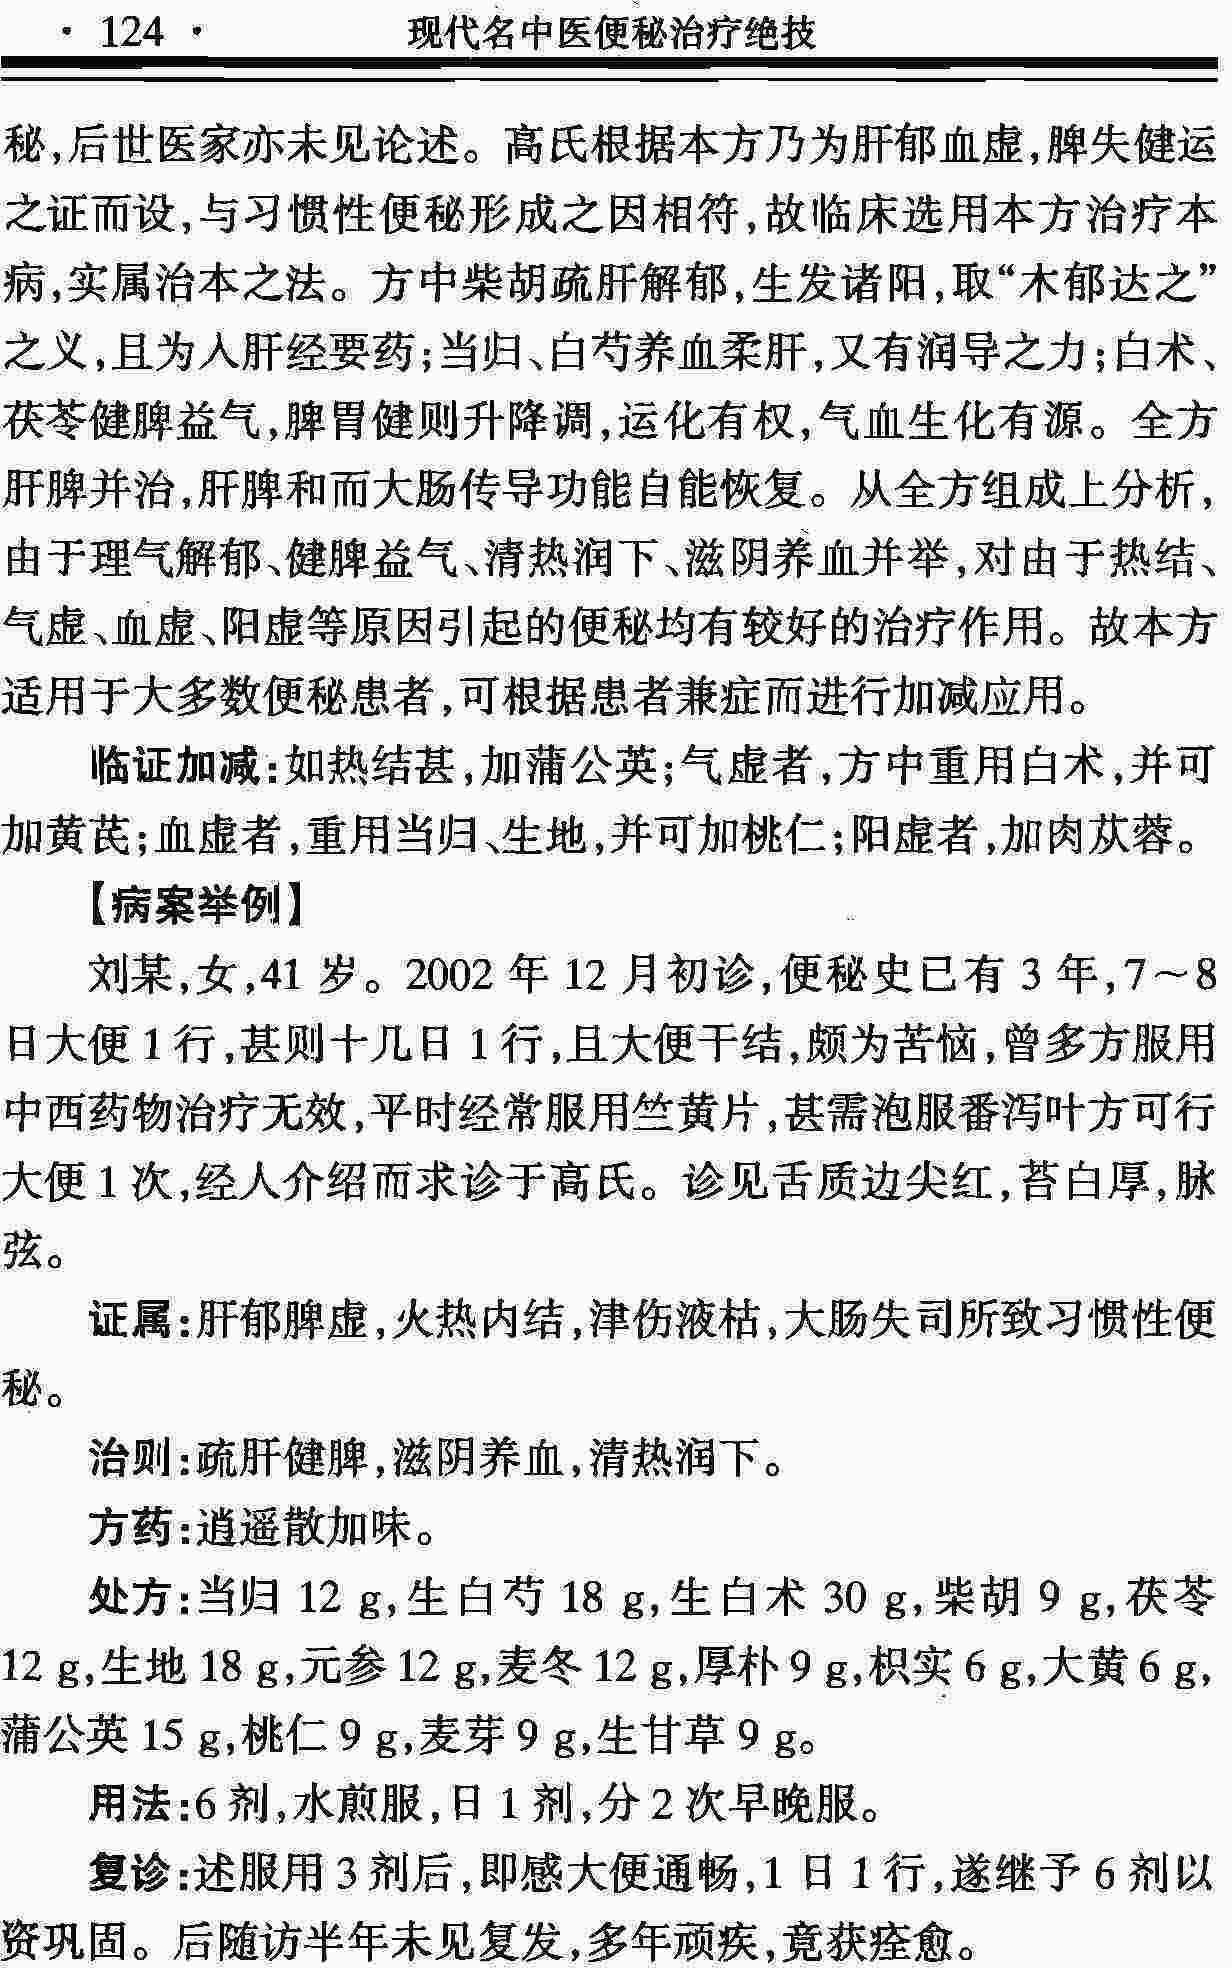 · 124 · 现代名中医便秘治疗绝技
秘,后世医家亦未见论述。高氏根据本方乃为肝郁血虚,脾失健运
之证而设,与习惯性便秘形成之因相符,故临床选用本方治疗本
病,实属治本之法。方中柴胡疏肝解郁,生发诸阳,取“木郁达之”
之义,且为入肝经要药;当归、白芍养血柔肝,又有润导之力;白术、
茯苓健脾益气,脾胃健则升降调,运化有权,气血生化有源。全方
肝脾并治,肝脾和而大肠传导功能自能恢复。从全方组成上分析,
由于理气解郁、健脾益气、清热润下、滋阴养血并举,对由于热结、
气虚、血虚、阳虚等原因引起的便秘均有较好的治疗作用。故本方
适用于大多数便秘患者,可根据患者兼症而进行加减应用。
临证加减:如热结甚,加蒲公英;气虚者,方中重用白术,并可
加黄芪;血虚者,重用当归、生地,并可加桃仁;阳虚者,加肉苁蓉。
【病案举例】
刘某,女,41 岁。2002 年 12 月初诊,便秘史已有 3 年,7～8
日大便 1 行,甚则十几日 1 行,且大便干结,颇为苦恼,曾多方服用
中西药物治疗无效,平时经常服用竺黄片,甚需泡服番泻叶方可行
大便 1 次,经人介绍而求诊于高氏。诊见舌质边尖红,苔白厚,脉
弦。
证属:肝郁脾虚,火热内结,津伤液枯,大肠失司所致习惯性便
秘。
治则:疏肝健脾,滋阴养血,清热润下。
方药:逍遥散加味。
处方:当归 12 g,生白芍 18 g,生白术 30 g,柴胡 9 g,茯苓
12 g,生地 18 g,元参 12 g,麦冬 12 g,厚朴 9 g,枳实 6 g,大黄 6 g,
蒲公英 15 g,桃仁 9 g,麦芽 9 g,生甘草 9 g。
用法:6 剂,水煎服,日 1 剂,分 2 次早晚服。
复诊:述服用 3 剂后,即感大便通畅,1 日 1 行,遂继予 6 剂以
资巩固。后随访半年未见复发,多年顽疾,竟获痊愈。